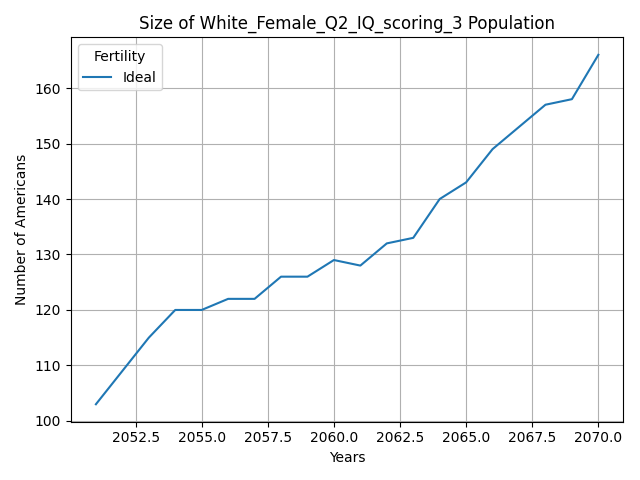 Size of White_Female_Q2_IQ_scoring_3 Population
Fertility
Ideal
Number of Americans
160
150
140
130
120
110
100
2052.5 2055.0 2057.5 2060.0 2062.5 2065.0 2067.5 2070.0
Years